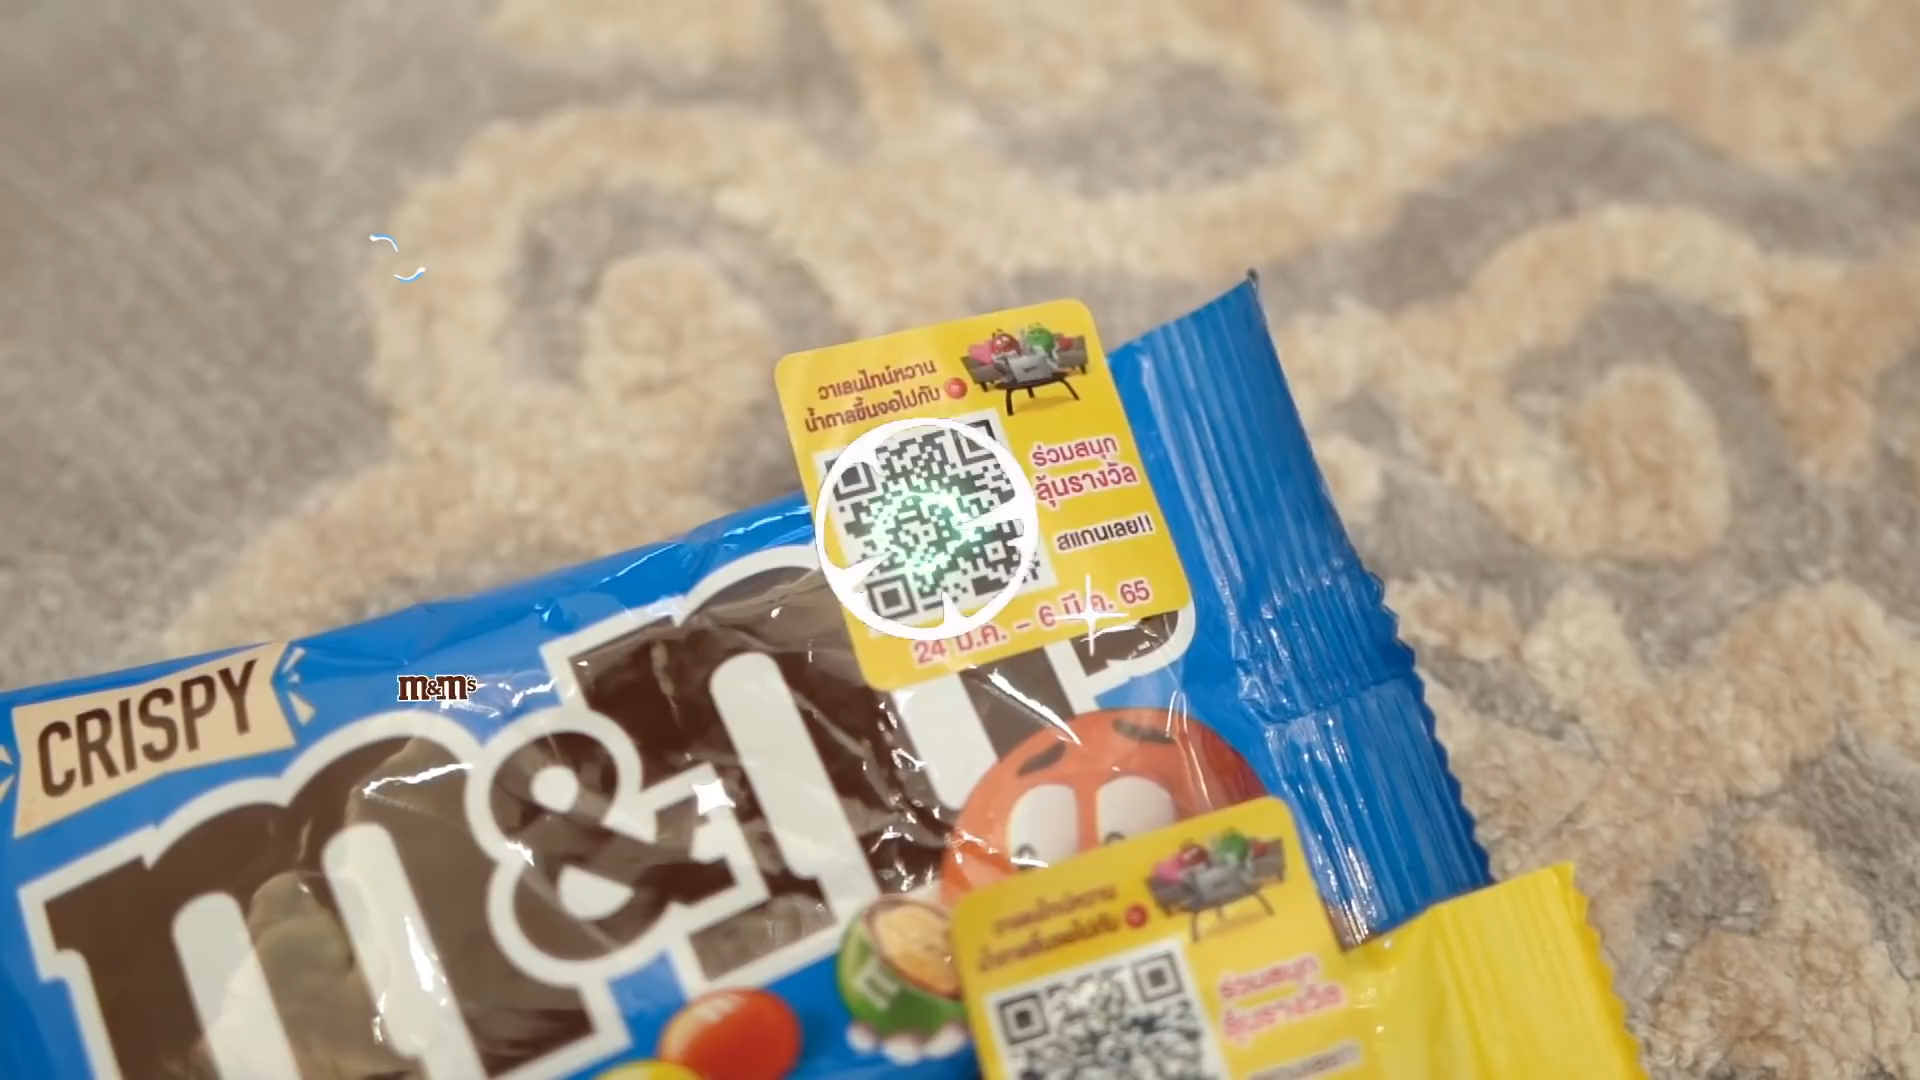 วาเลนไทน์หวาน
น้ำตาลขึ้นจอไปกับ
ร่วมสนุก
ลุ้นรางวัล
สแกนเลย!!
24 ม.ค. – 6 มี.ค. 65
CRISPY
m&m's
m&m
ร่วมสนุก
ลุ้นรางวัล